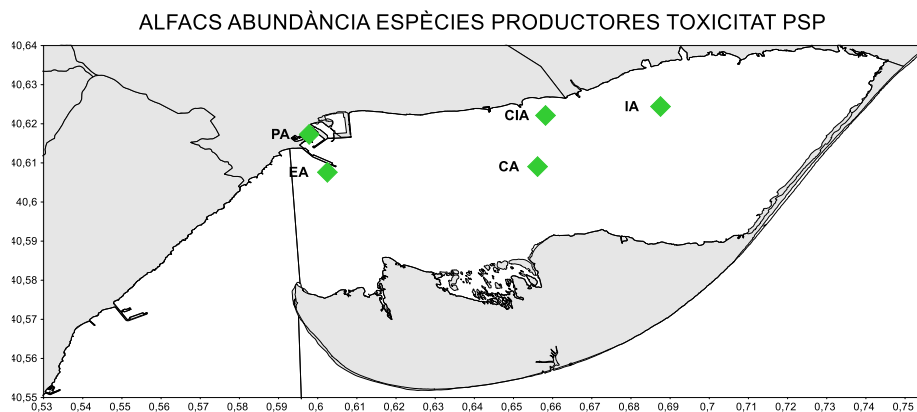 ALFACS ABUNDÀNCIA ESPÈCIES PRODUCTORES TOXICITAT PSP
40,64
40,63
40,62
40,61
40,6
40,59
40,58
40,57
40,56
40,55
CIA
IA
PA
CA
EA
0,53 0,54 0,55 0,56 0,57 0,58 0,59 0,6 0,61 0,62 0,63 0,64 0,65 0,66 0,67 0,68 0,69 0,7 0,71 0,72 0,73 0,74 0,75